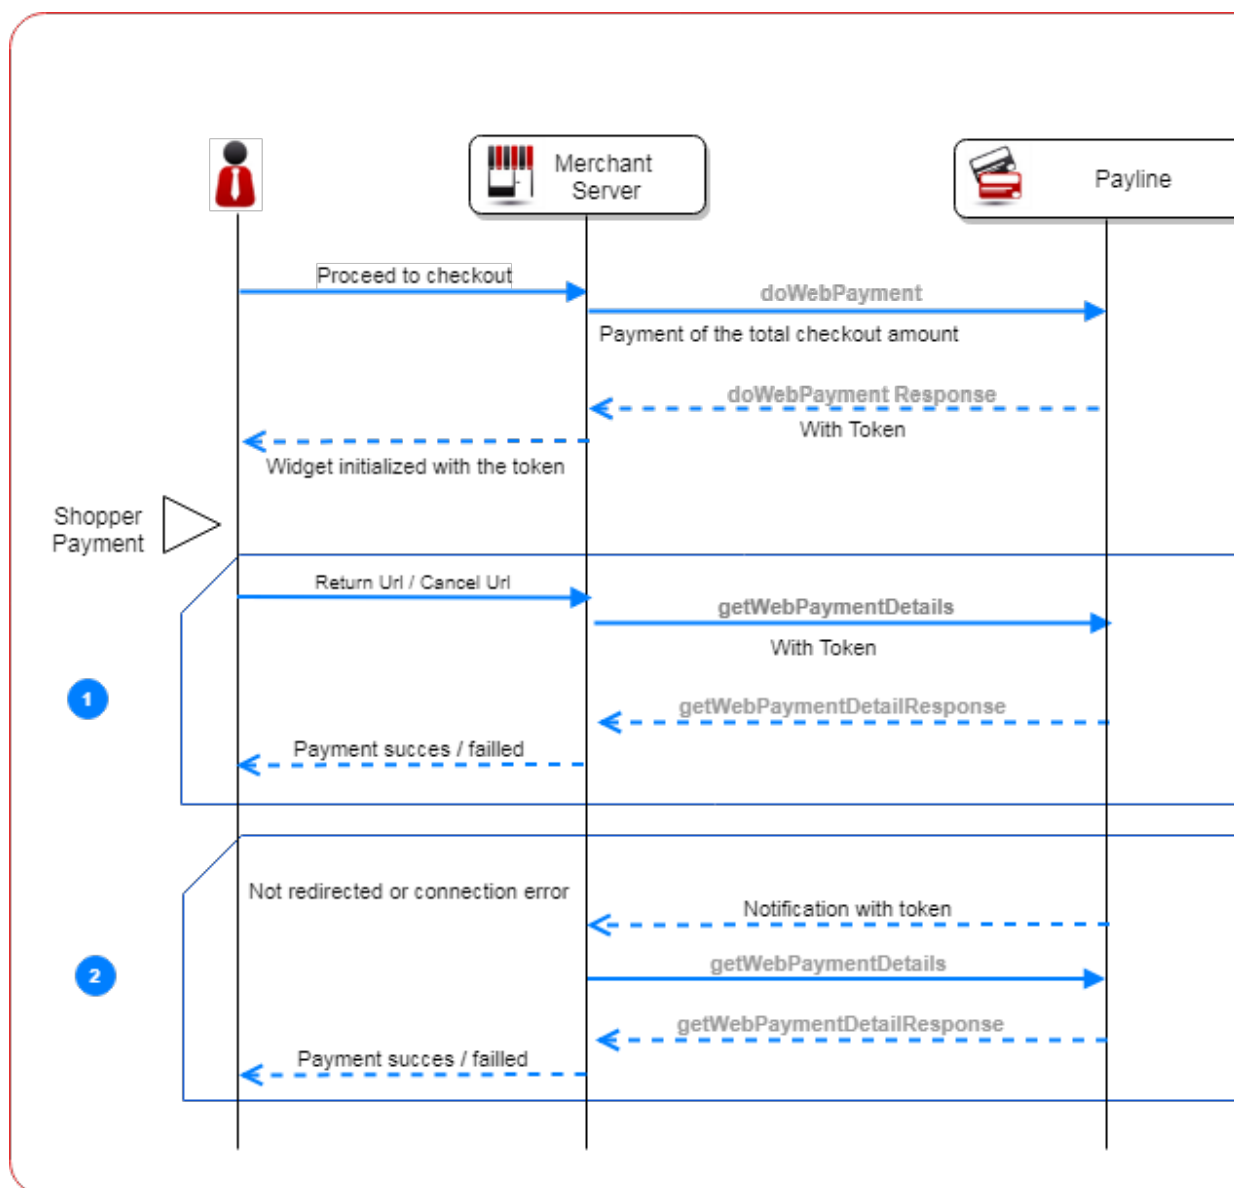 Merchant
Server
Payline
Proceed to checkout
doWebPayment
Payment of the total checkout amount
doWebPayment Response
With Token
Widget initialized with the token
Shopper
Payment
Return Url / Cancel Url
getWebPaymentDetails
With Token
1
getWebPaymentDetailResponse
Payment succes / failled
Not redirected or connection error
Notification with token
2
getWebPaymentDetails
getWebPaymentDetailResponse
Payment succes / failled